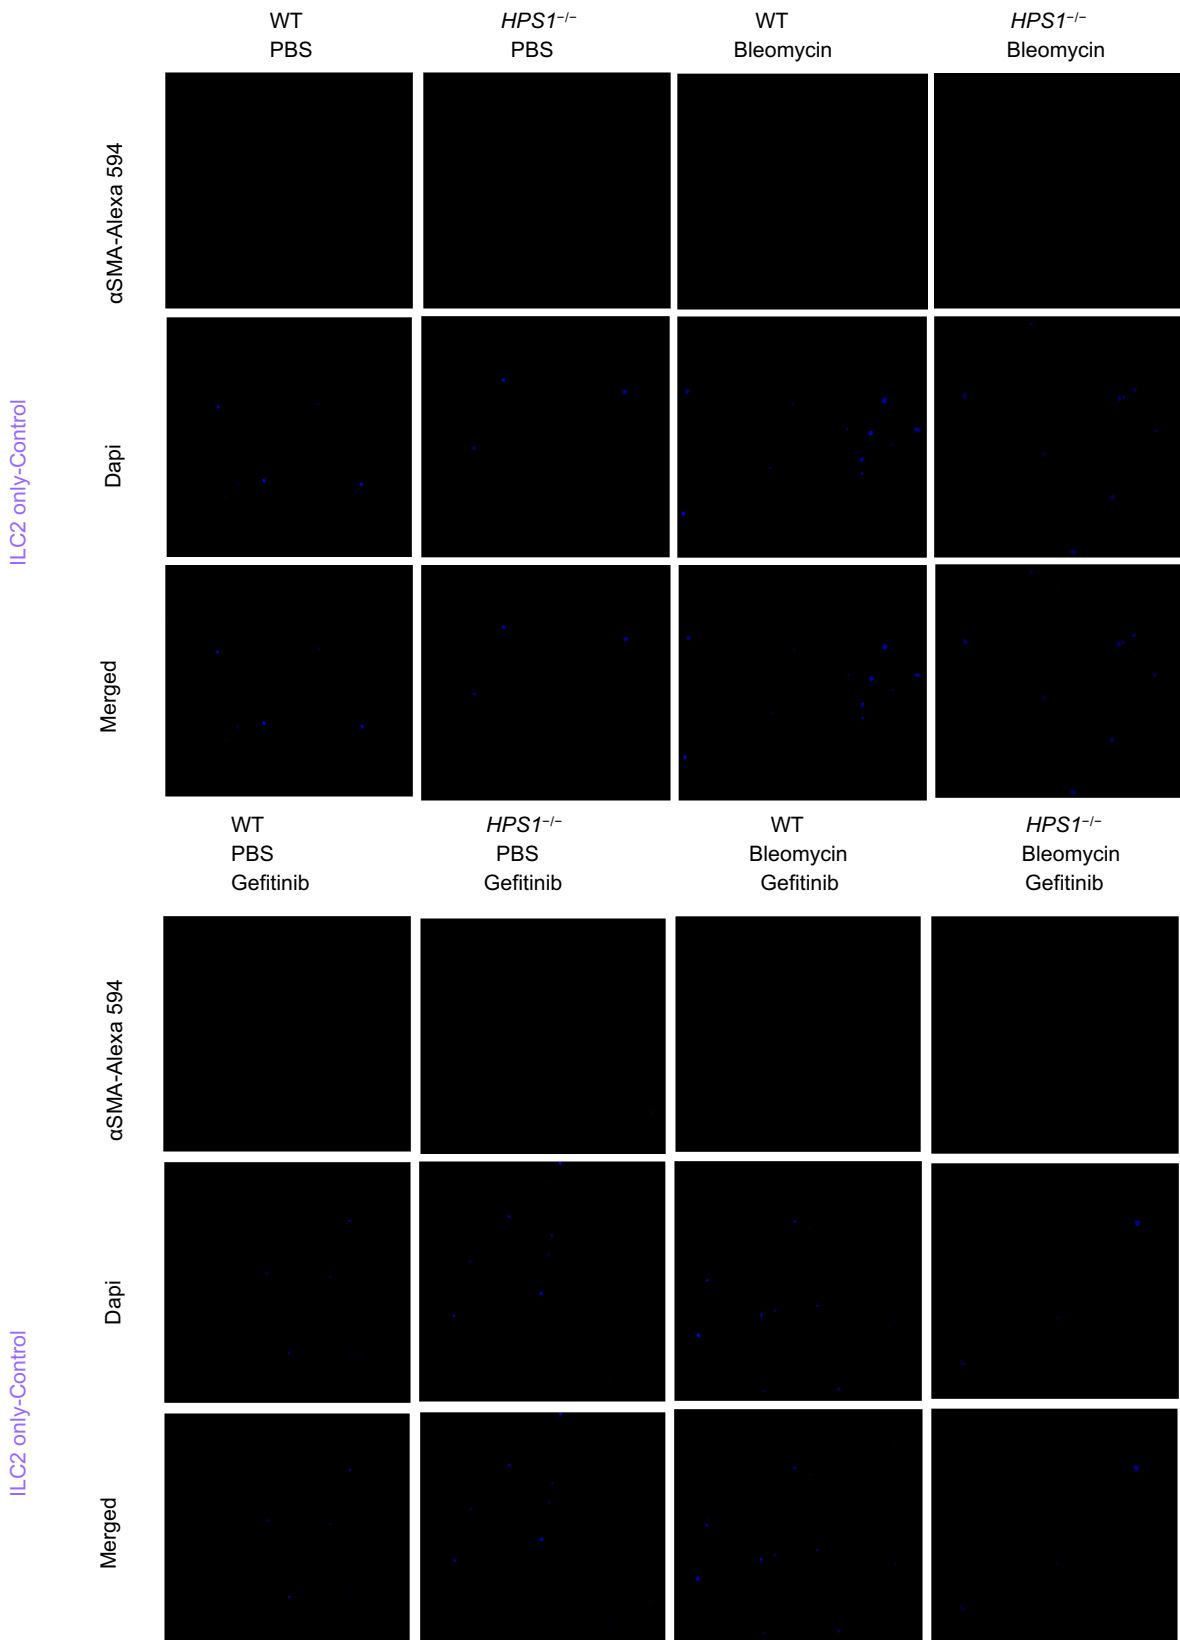 WT
PBS
HPS1⁻/⁻
PBS
WT
Bleomycin
HPS1⁻/⁻
Bleomycin
ILC2 only-Control
αSMA-Alexa 594
Dapi
Merged
WT
PBS
Gefitinib
HPS1⁻/⁻
PBS
Gefitinib
WT
Bleomycin
Gefitinib
HPS1⁻/⁻
Bleomycin
Gefitinib
ILC2 only-Control
αSMA-Alexa 594
Dapi
Merged